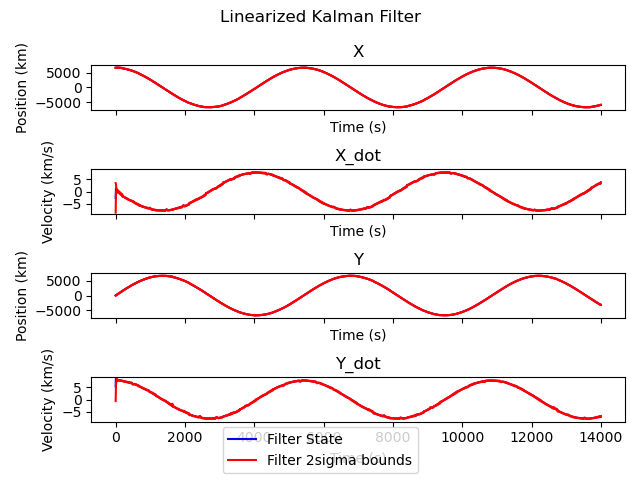 Linearized Kalman Filter
X
Position (km)
5000
0
−5000
Time (s)
X_dot
Velocity (km/s)
5
0
−5
Time (s)
Y
Position (km)
5000
0
−5000
Time (s)
Y_dot
Velocity (km/s)
5
0
−5
0 2000 4000 6000 8000 10000 12000 14000
Time (s)
Filter State
Filter 2sigma bounds